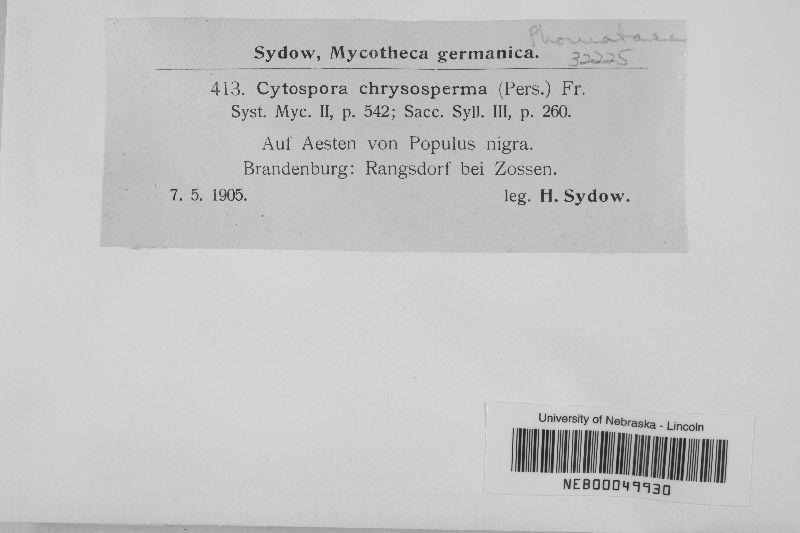 Phomataceae
32225
Sydow, Mycotheca germanica.
413. Cytospora chrysosperma (Pers.) Fr.
Syst. Myc. II, p. 542; Sacc. Syll. III, p. 260.
Auf Aesten von Populus nigra.
Brandenburg: Rangsdorf bei Zossen.
7. 5. 1905. leg. H. Sydow.
University of Nebraska - Lincoln
NEB00049930